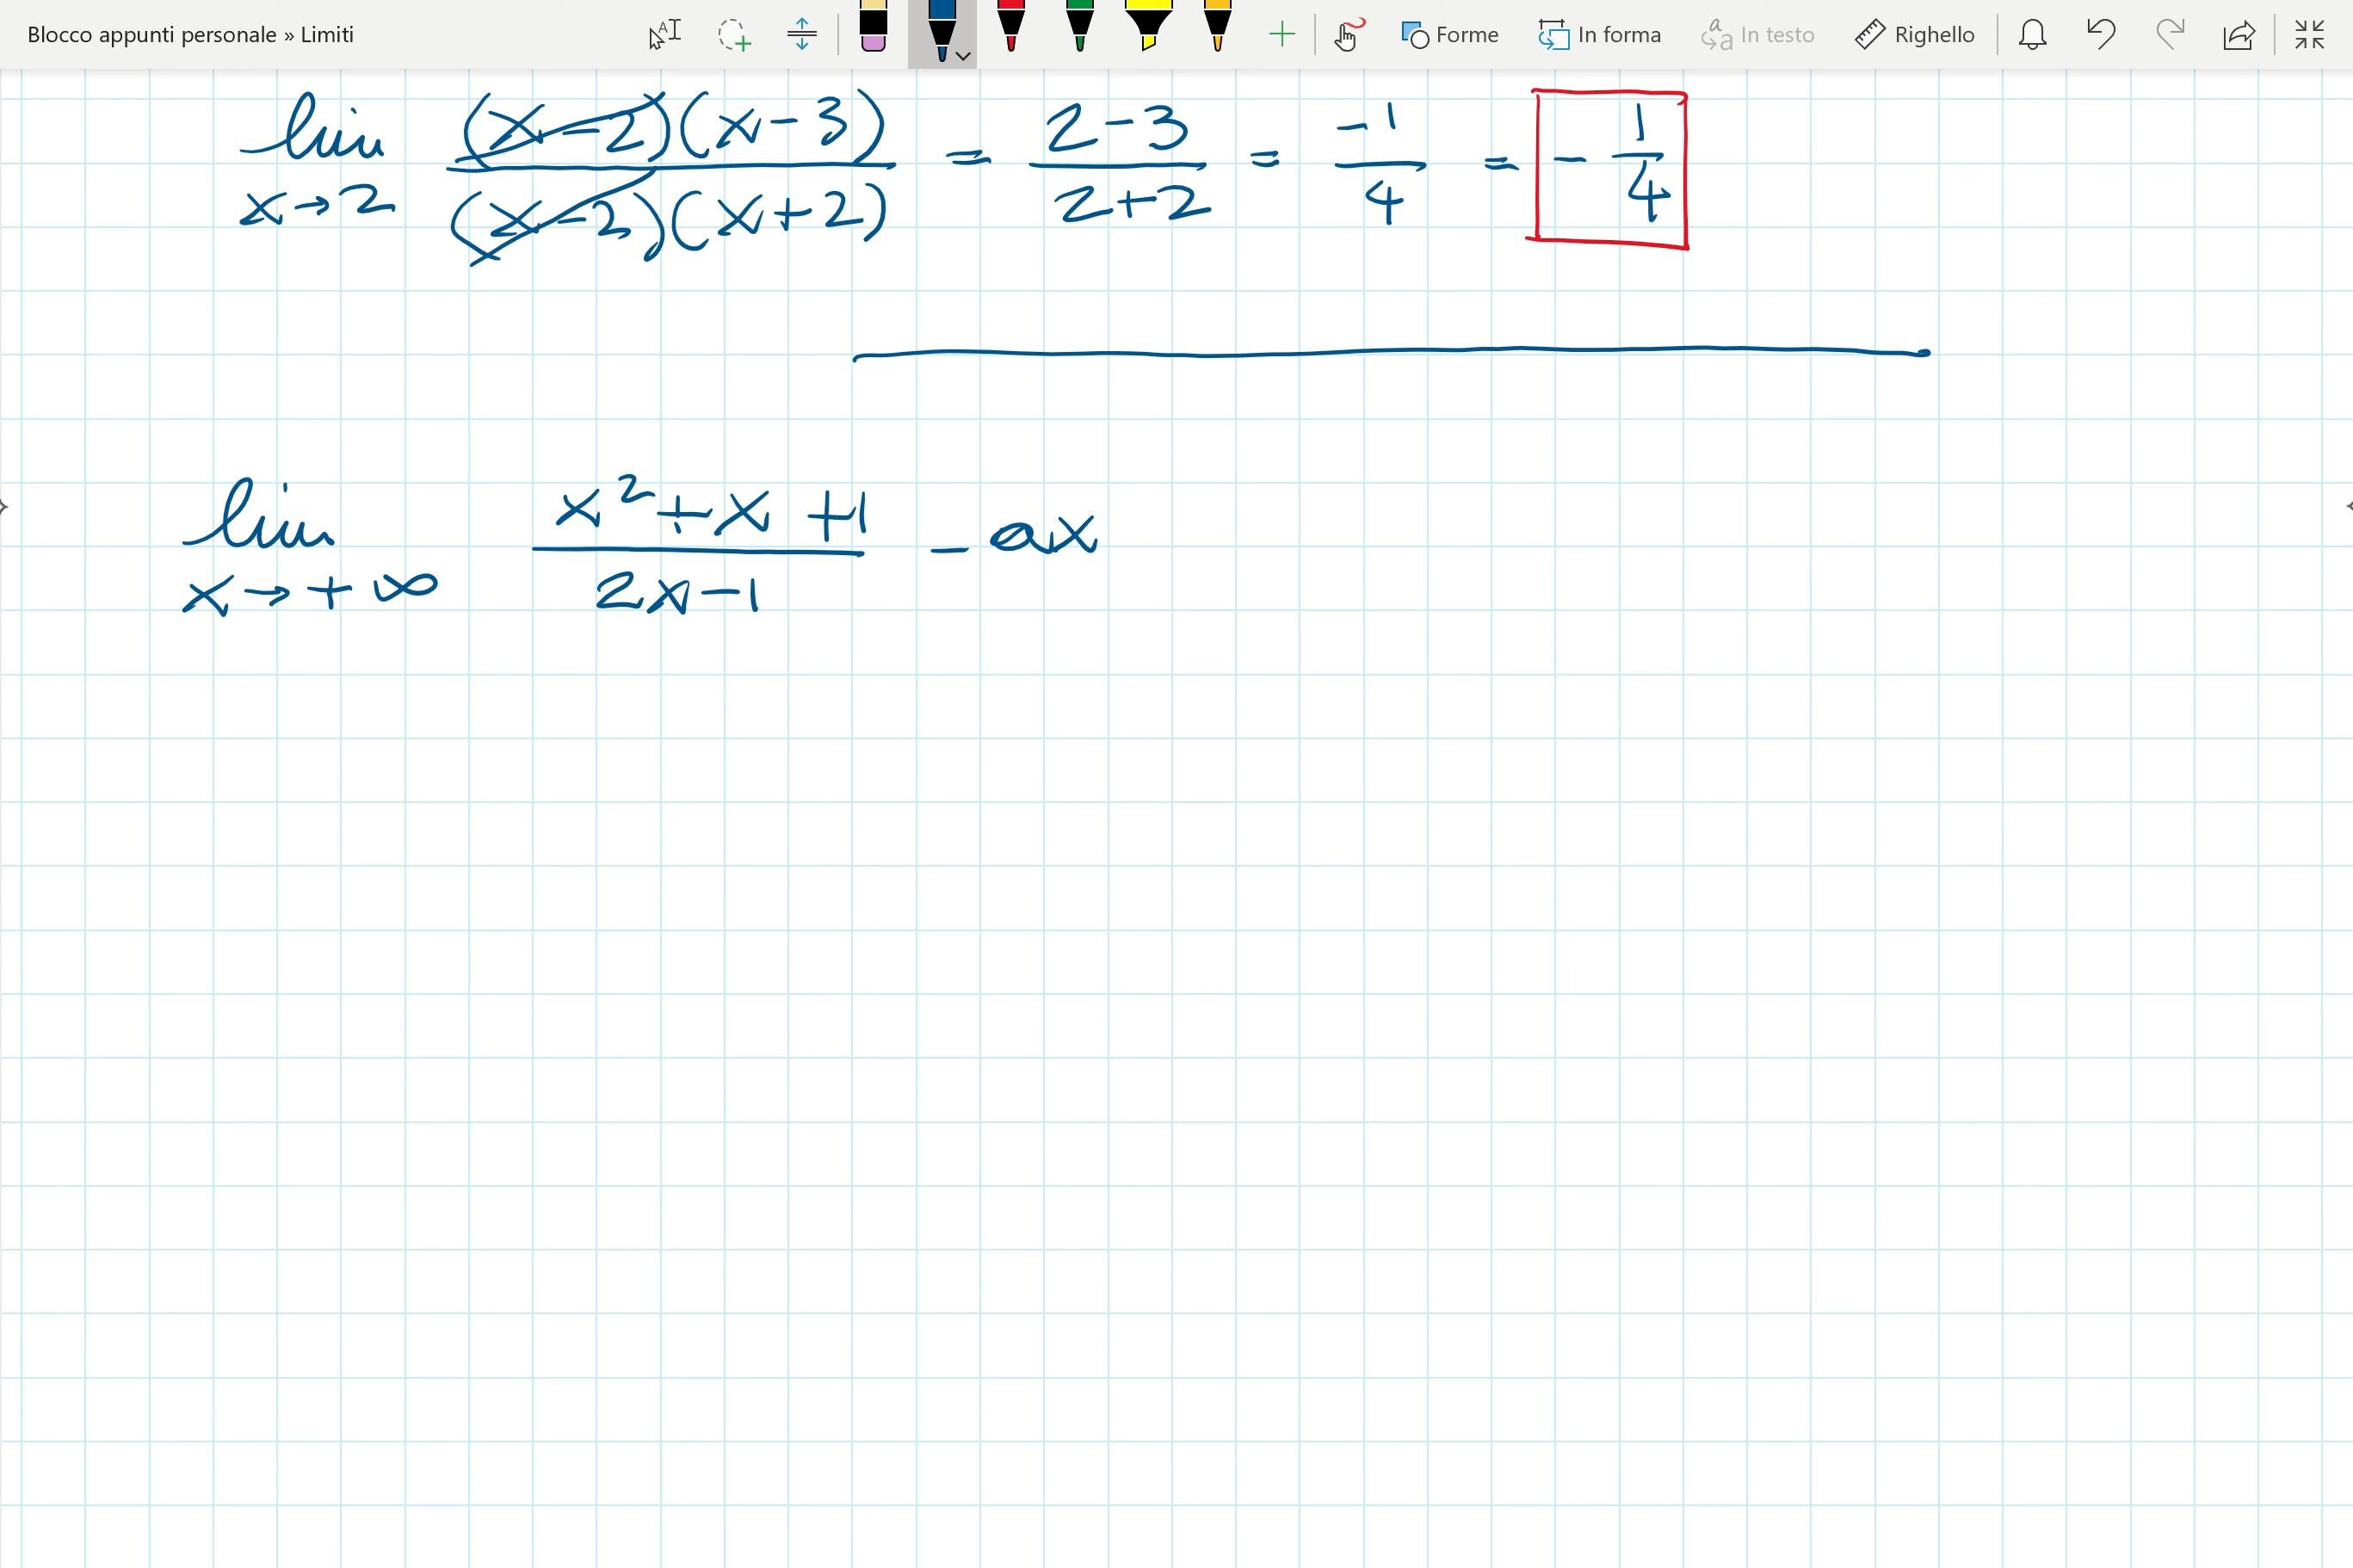 Blocco appunti personale » Limiti
Forme
In forma
In testo
Righello
lim x→2 (x-2)(x-3) / (x-2)(x+2) = 2-3 / 2+2 = -1 / 4 = - 1/4
lim x→+∞ x²+x+1 / 2x-1 - ax